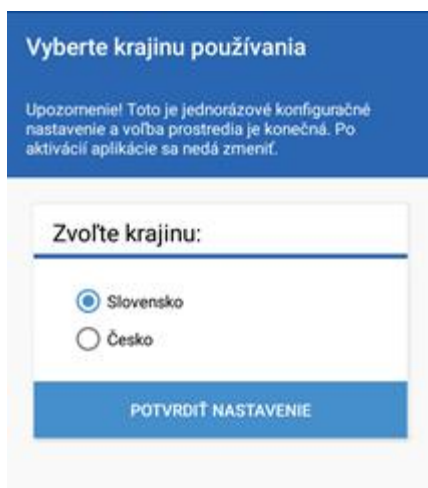 Vyberte krajinu používania
Upozornenie! Toto je jednorázové konfiguračné
nastavenie a voľba prostredia je konečná. Po
aktivácií aplikácie sa nedá zmeniť.
Zvoľte krajinu:
Slovensko
Česko
POTVRDIŤ NASTAVENIE